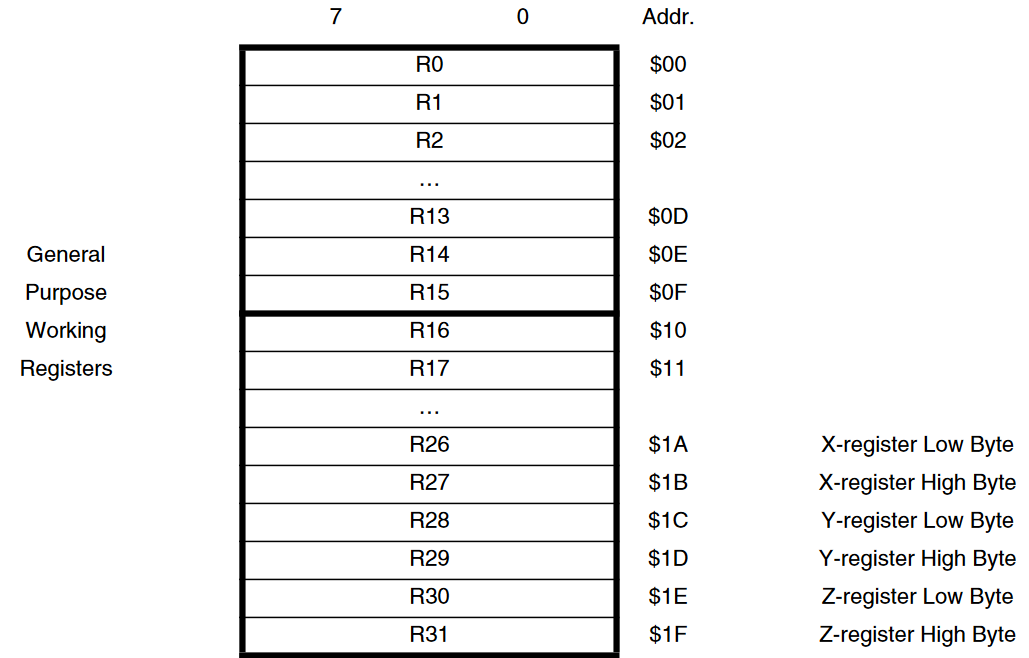 7 0 Addr.
R0 $00
R1 $01
R2 $02
...
R13 $0D
General R14 $0E
Purpose R15 $0F
Working R16 $10
Registers R17 $11
...
R26 $1A X-register Low Byte
R27 $1B X-register High Byte
R28 $1C Y-register Low Byte
R29 $1D Y-register High Byte
R30 $1E Z-register Low Byte
R31 $1F Z-register High Byte